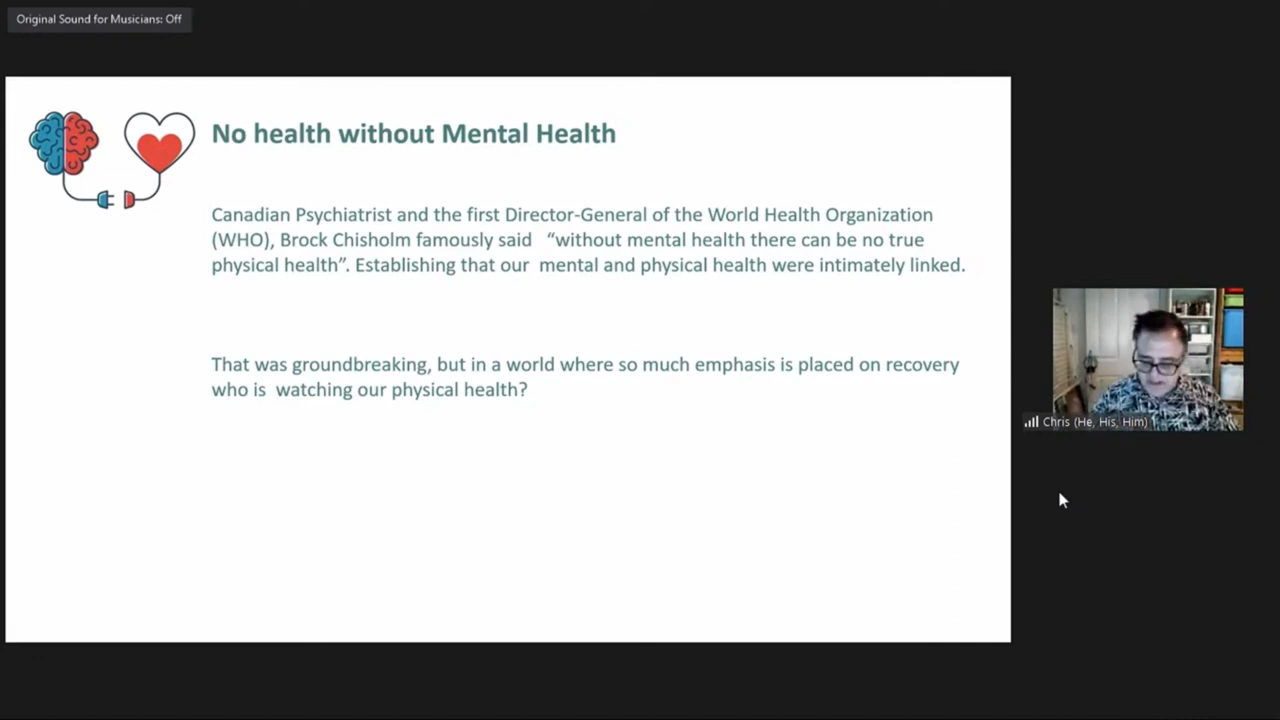 Original Sound for Musicians: Off
No health without Mental Health
Canadian Psychiatrist and the first Director-General of the World Health Organization
(WHO), Brock Chisholm famously said “without mental health there can be no true
physical health”. Establishing that our mental and physical health were intimately linked.
That was groundbreaking, but in a world where so much emphasis is placed on recovery
who is watching our physical health?
Chris (He, His, Him)